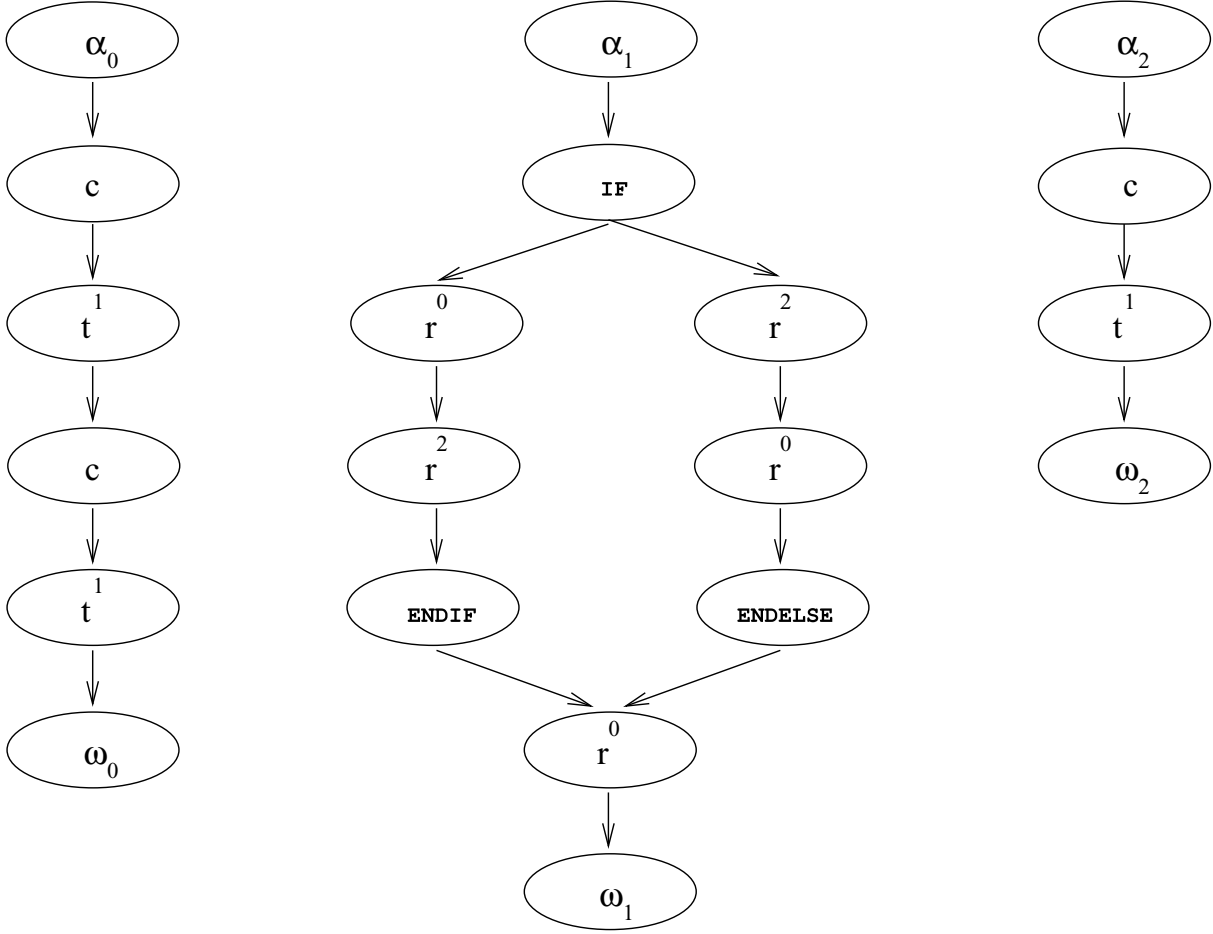 α₀ α₁ α₂
c IF c
t¹ r⁰ r² t¹
c r² r⁰ ω₂
t¹ ENDIF ENDELSE
ω₀ r⁰
ω₁